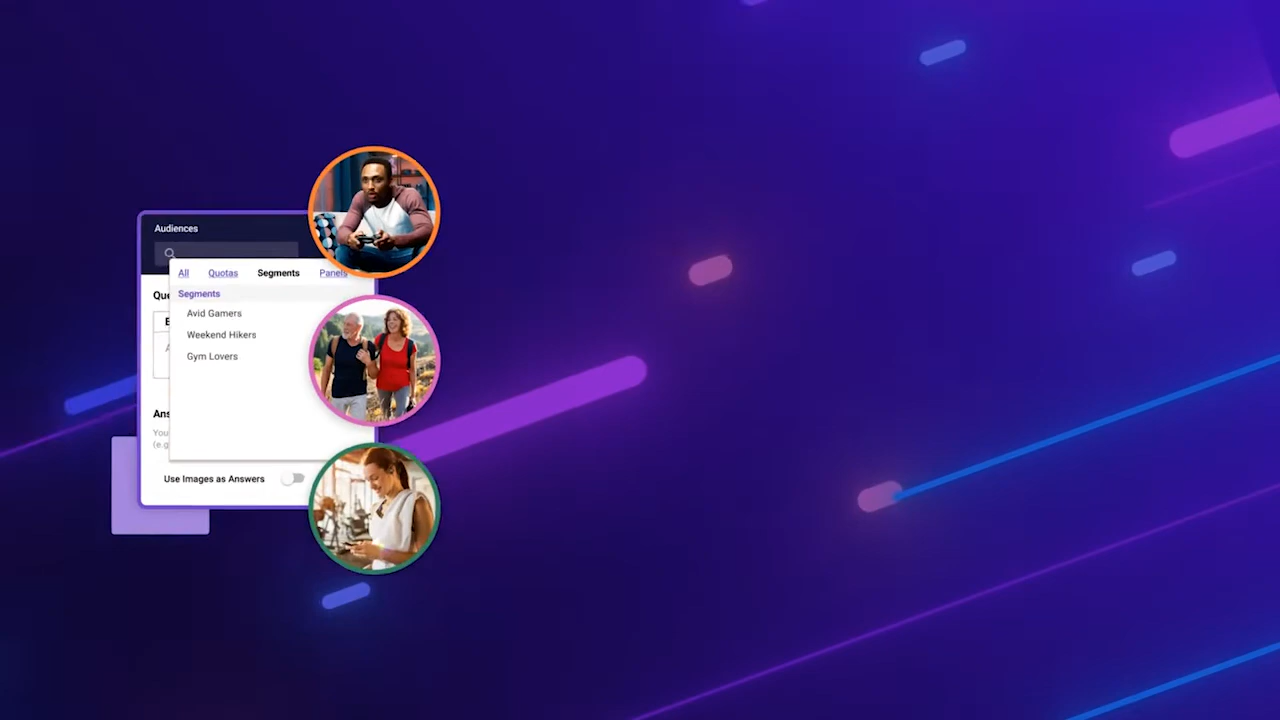 Audiences
All Quotas Segments Panels
Segments
Avid Gamers
Weekend Hikers
Gym Lovers
Use Images as Answers